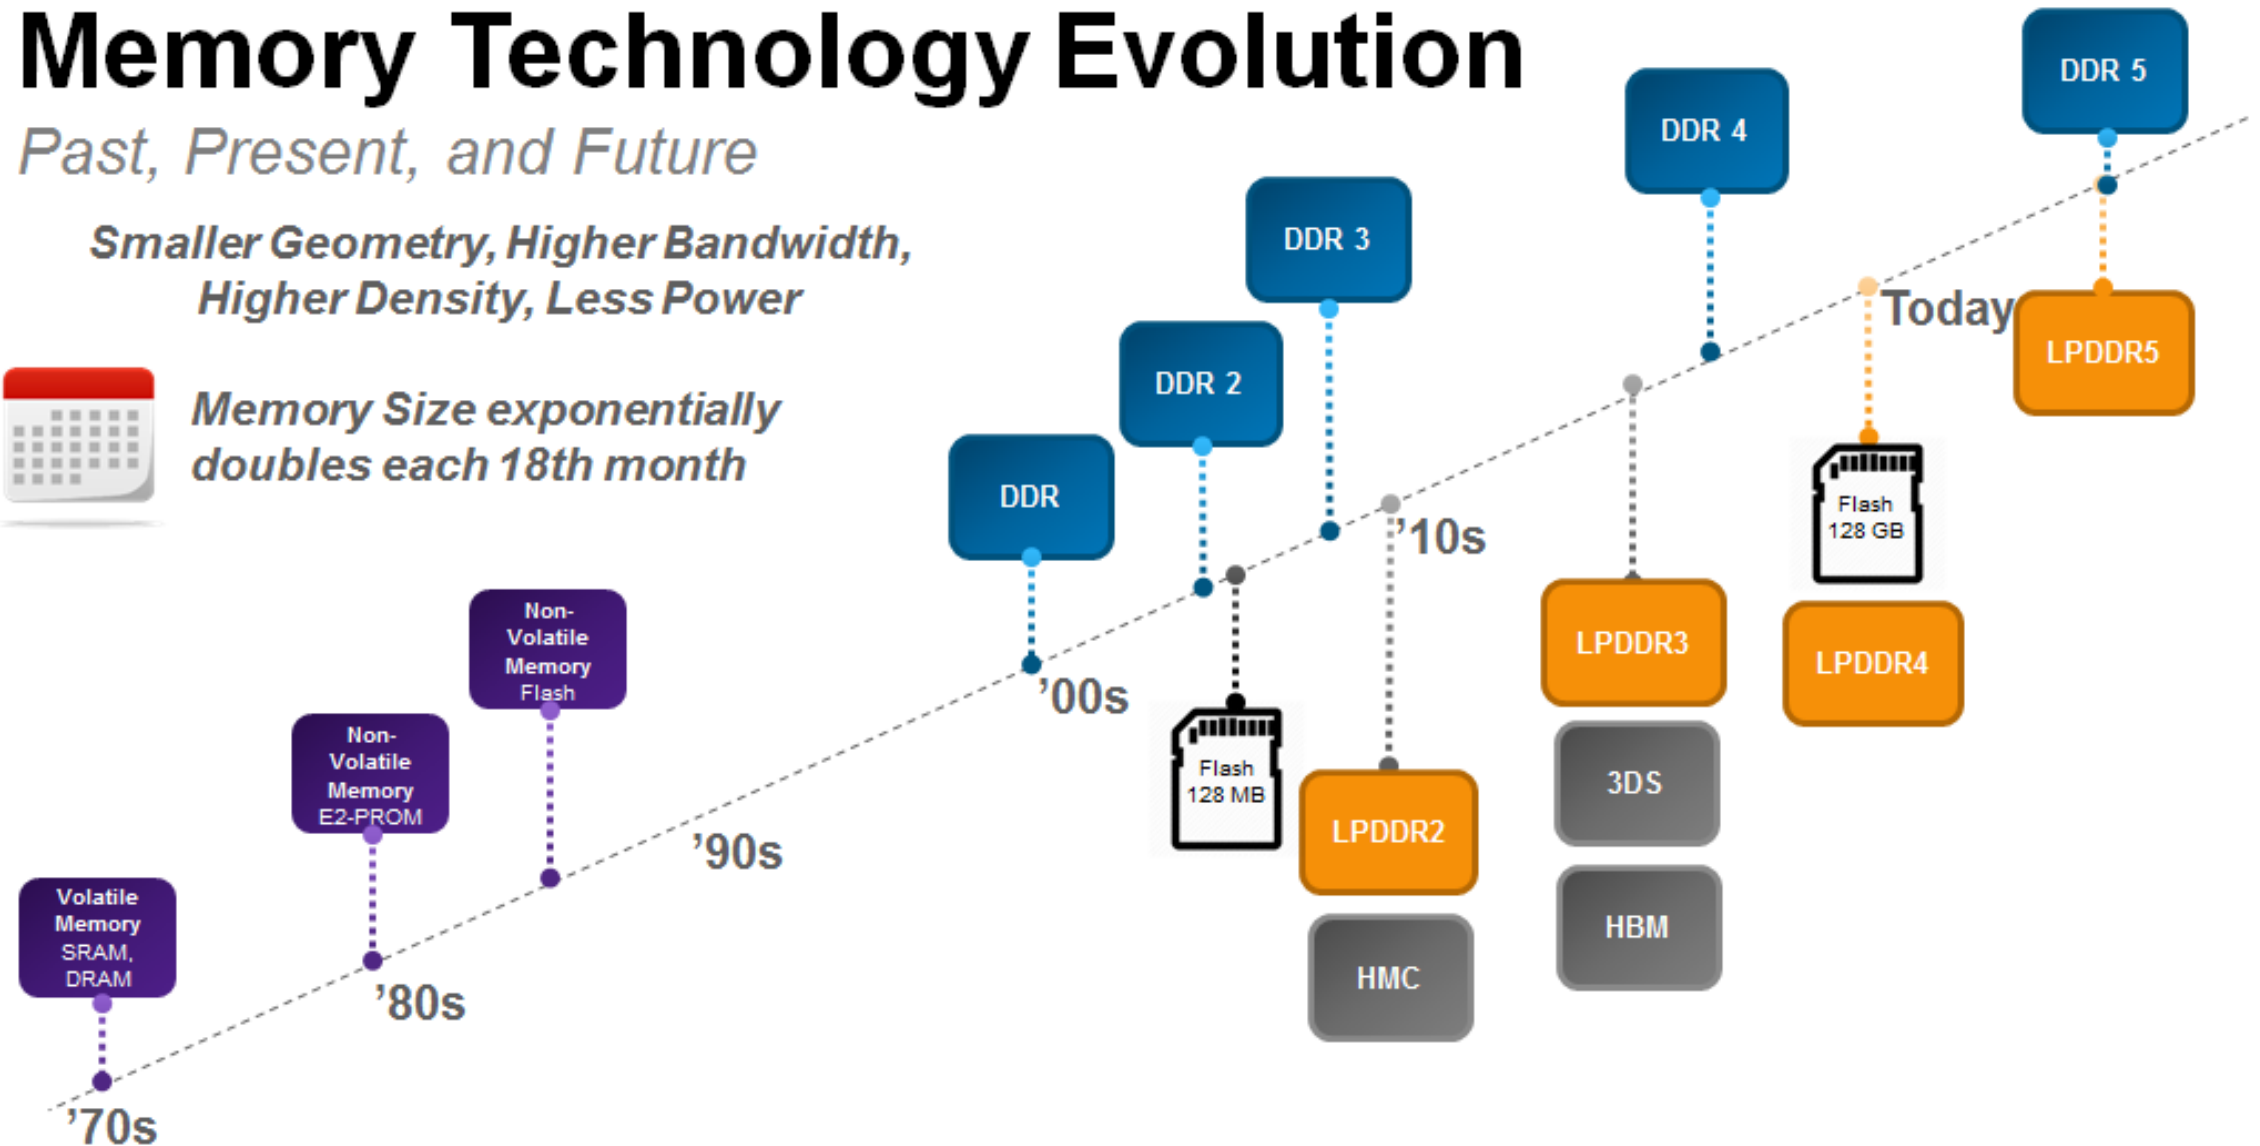 Memory Technology Evolution
Past, Present, and Future
Smaller Geometry, Higher Bandwidth,
Higher Density, Less Power
Memory Size exponentially
doubles each 18th month
Volatile
Memory
SRAM,
DRAM
’70s
Non-
Volatile
Memory
E2-PROM
’80s
Non-
Volatile
Memory
Flash
’90s
DDR
’00s
DDR 2
Flash
128 MB
DDR 3
’10s
LPDDR2
HMC
LPDDR3
3DS
HBM
DDR 4
Today
Flash
128 GB
LPDDR4
DDR 5
LPDDR5